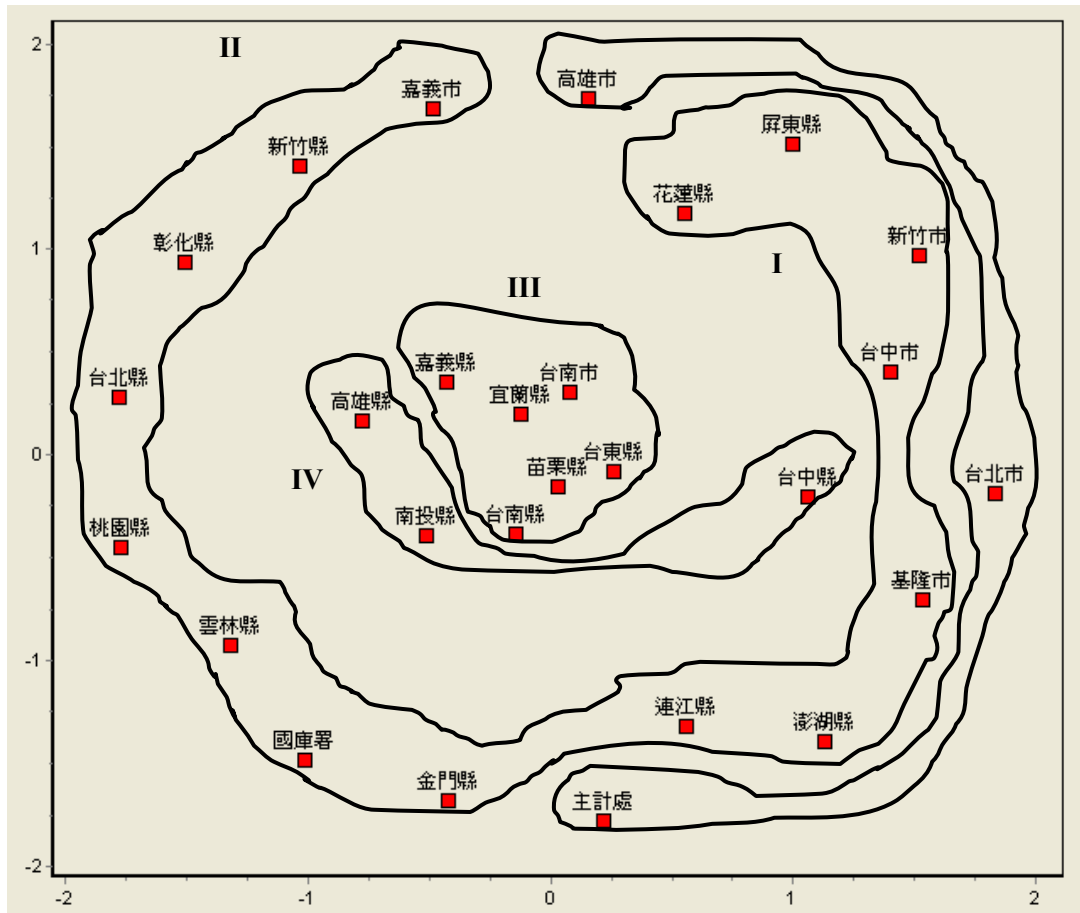 II
2
嘉義市
高雄市
屏東縣
新竹縣
花蓮縣
新竹市
彰化縣
1
I
III
台中市
嘉義縣
台南市
台北縣
宜蘭縣
高雄縣
台東縣
0
苗栗縣
台中縣
台北市
IV
台南縣
南投縣
桃園縣
基隆市
雲林縣
-1
連江縣
澎湖縣
國庫署
金門縣
主計處
-2
-2 -1 0 1 2